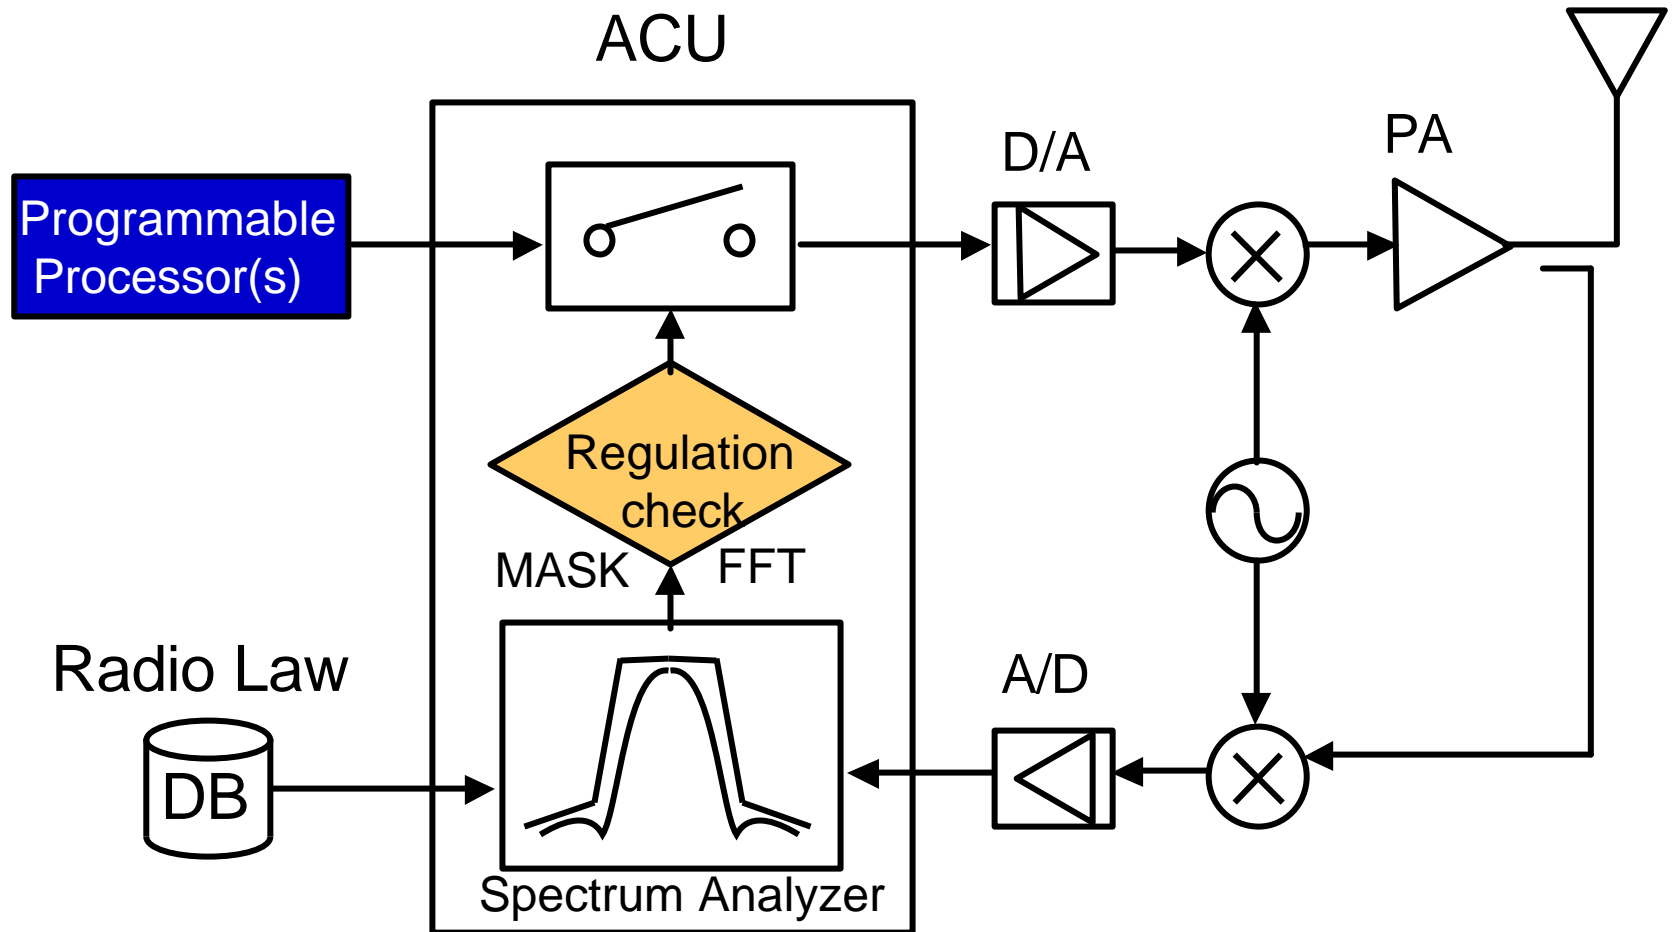 ACU
D/A
PA
Programmable
Processor(s)
Regulation
check
MASK
FFT
Radio Law
A/D
DB
Spectrum Analyzer